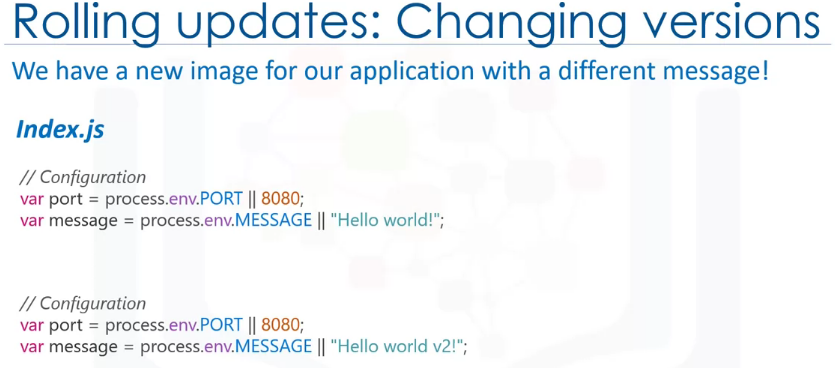 Rolling updates: Changing versions
We have a new image for our application with a different message!
Index.js
// Configuration
var port = process.env.PORT || 8080;
var message = process.env.MESSAGE || "Hello world!";
// Configuration
var port = process.env.PORT || 8080;
var message = process.env.MESSAGE || "Hello world v2!";